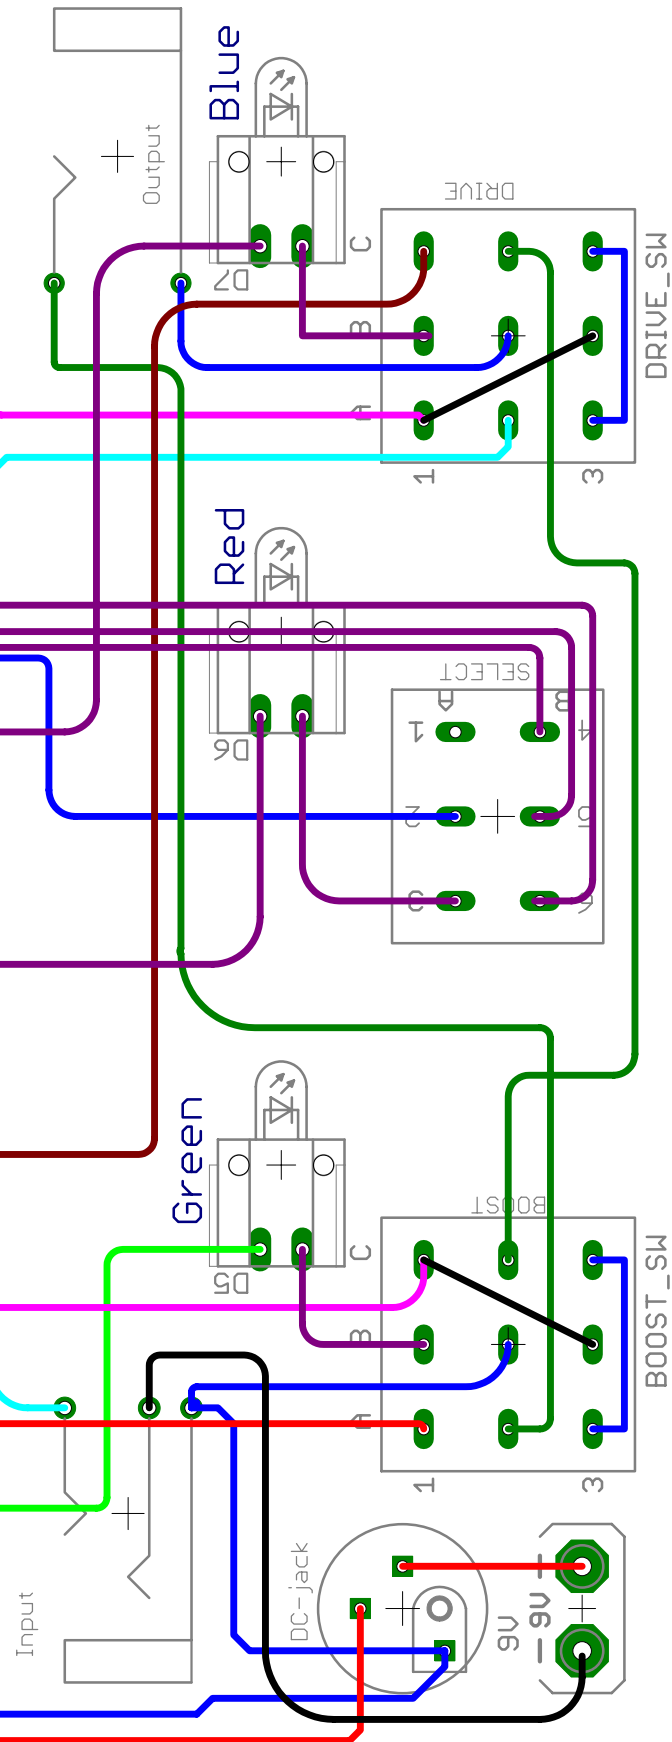 Blue
Output
DRIVE
D7
C
B
A
1
3
DRIVE_SW
Red
SELECT
A
B
D6
1
4
2
5
3
6
Green
BOOST
D5
C
B
A
1
3
BOOST_SW
Input
DC-jack
9V
-9V-